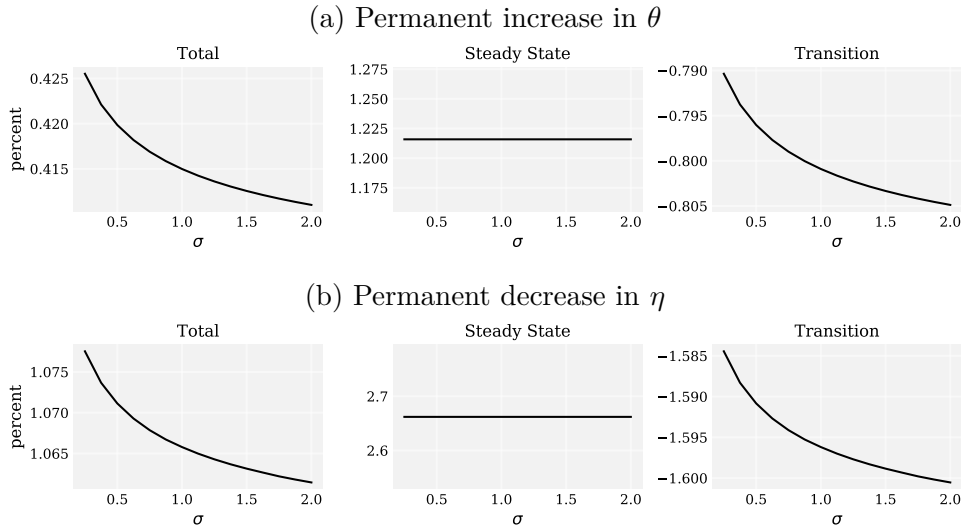 (a) Permanent increase in θ
Total
Steady State
Transition
percent
0.425
0.420
0.415
0.5
1.0
1.5
2.0
σ
1.275
1.250
1.225
1.200
1.175
0.5
1.0
1.5
2.0
σ
−0.790
−0.795
−0.800
−0.805
0.5
1.0
1.5
2.0
σ
(b) Permanent decrease in η
Total
Steady State
Transition
percent
1.075
1.070
1.065
0.5
1.0
1.5
2.0
σ
2.7
2.6
0.5
1.0
1.5
2.0
σ
−1.585
−1.590
−1.595
−1.600
0.5
1.0
1.5
2.0
σ